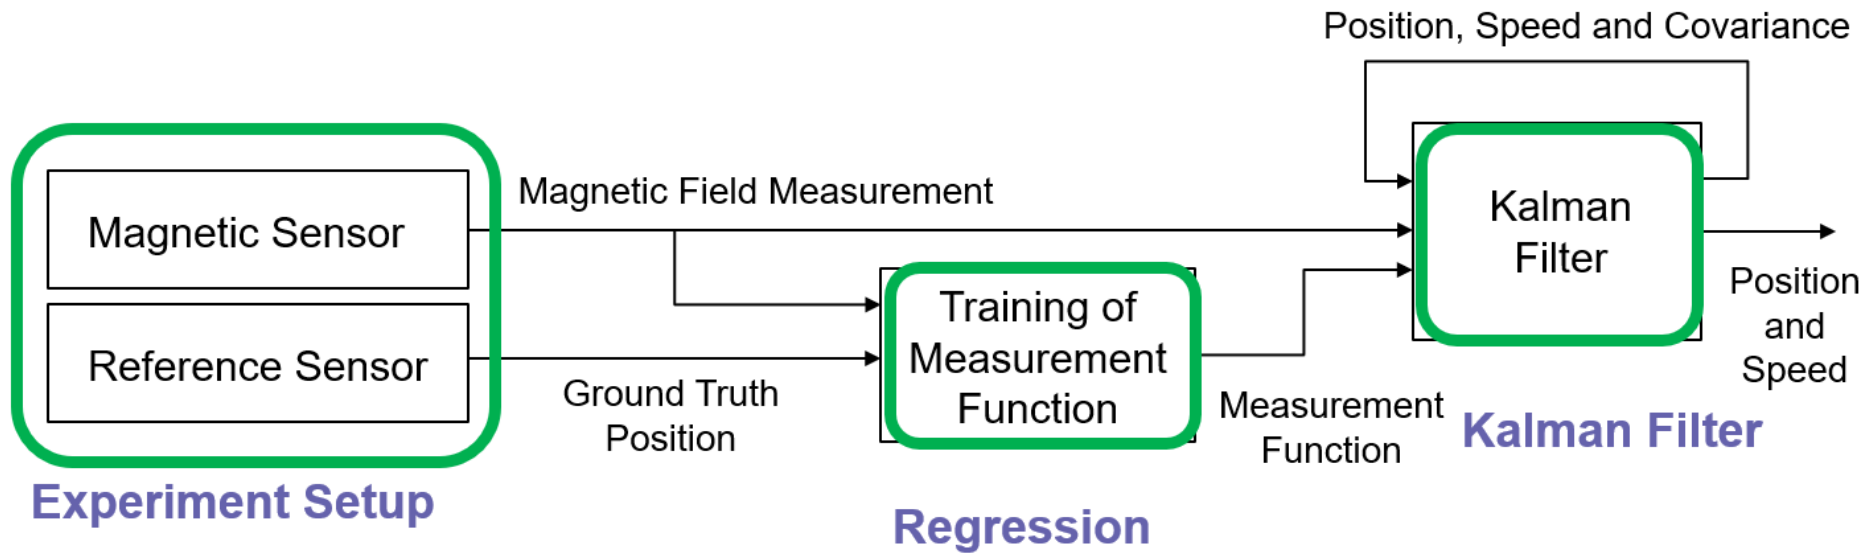 Position, Speed and Covariance
Magnetic Sensor
Reference Sensor
Experiment Setup
Magnetic Field Measurement
Ground Truth
Position
Training of
Measurement
Function
Regression
Measurement
Function
Kalman
Filter
Kalman Filter
Position
and
Speed